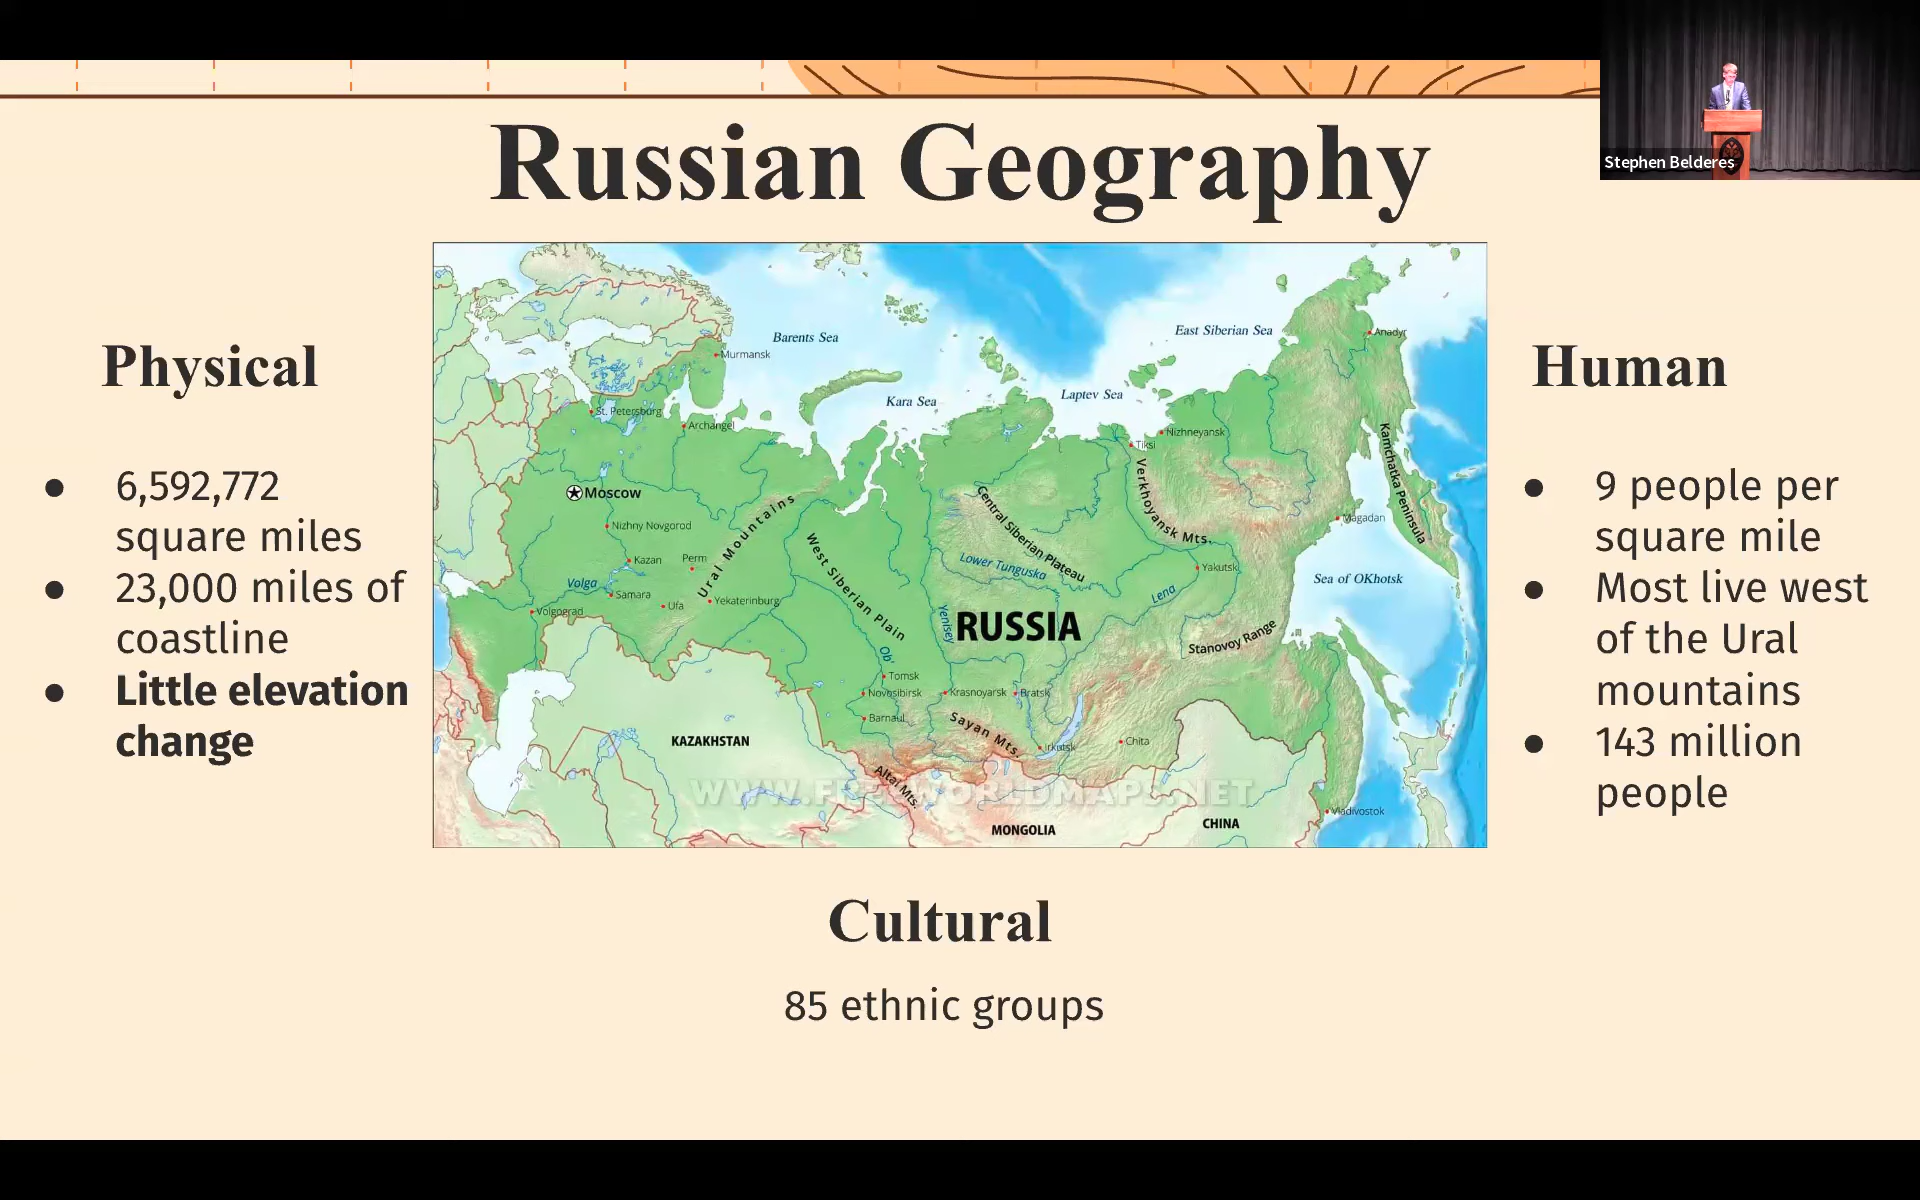 Stephen Belderes
Russian Geography
Physical
6,592,772
square miles
23,000 miles of
coastline
Little elevation
change
Barents Sea
East Siberian Sea
Anadyr
Murmansk
Laptev Sea
Kara Sea
St. Petersburg
Archangel
Nizhneyansk
Tiksi
Kamchatka Peninsula
Verkhoyansk Mts.
Moscow
Magadan
Nizhny Novgorod
Ural Mountains
West Siberian Plain
Central Siberian Plateau
Kazan
Perm
Lower Tunguska
Yakutsk
Sea of OKhotsk
Volga
Samara
Ufa
Yekaterinburg
Lena
Volgograd
Yenisey
RUSSIA
Stanovoy Range
Ob'
Tomsk
Novosibirsk
Krasnoyarsk
Bratsk
Barnaul
Sayan Mts.
Irkutsk
Chita
KAZAKHSTAN
Altai Mts.
WWW.FREEWORLDMAPS.NET
MONGOLIA
CHINA
Vladivostok
Human
9 people per
square mile
Most live west
of the Ural
mountains
143 million
people
Cultural
85 ethnic groups